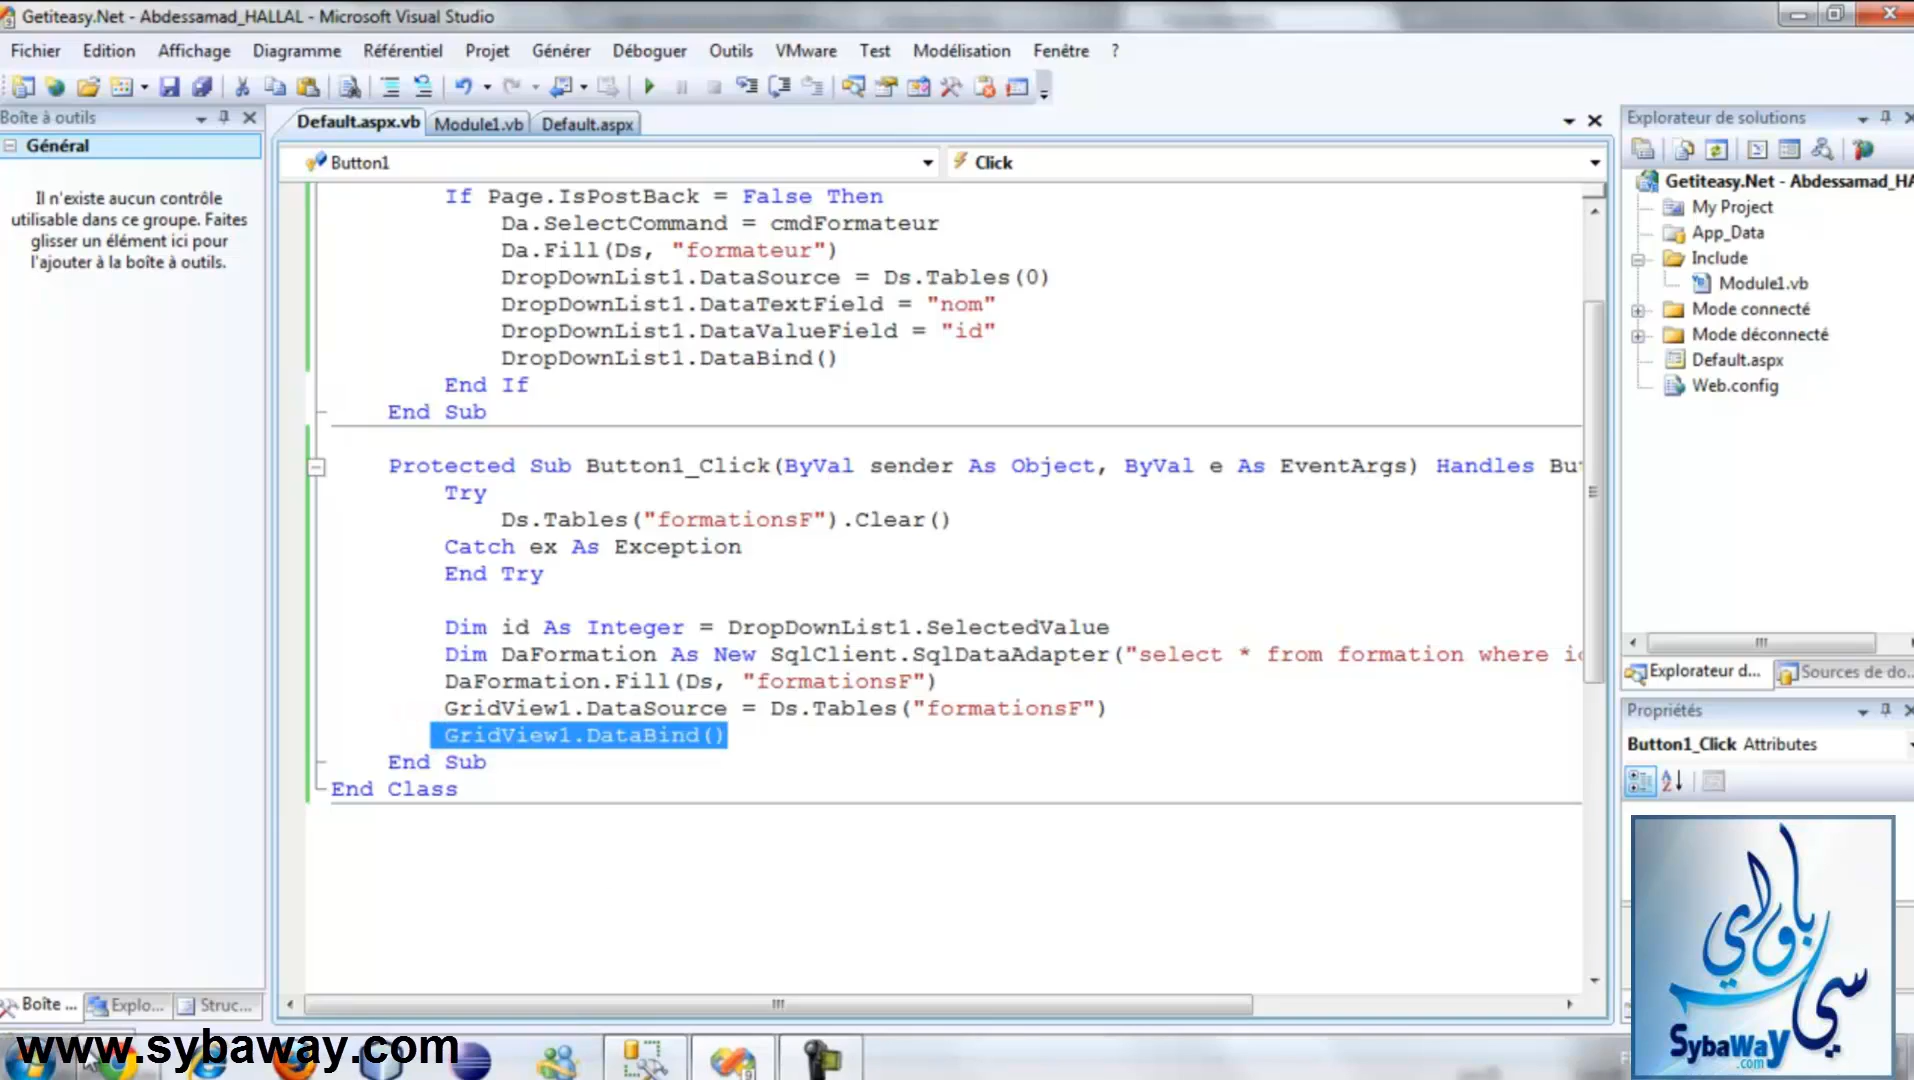 Getiteasy.Net - Abdessamad_HALLAL - Microsoft Visual Studio
Fichier Edition Affichage Diagramme Référentiel Projet Générer Déboguer Outils VMware Test Modélisation Fenêtre ?
Boîte à outils
Général
Il n'existe aucun contrôle
utilisable dans ce groupe. Faites
glisser un élément ici pour
l'ajouter à la boîte à outils.
Boîte ... Explo... Struc...
Default.aspx.vb Module1.vb Default.aspx
Button1 Click
If Page.IsPostBack = False Then
Da.SelectCommand = cmdFormateur
Da.Fill(Ds, "formateur")
DropDownList1.DataSource = Ds.Tables(0)
DropDownList1.DataTextField = "nom"
DropDownList1.DataValueField = "id"
DropDownList1.DataBind()
End If
End Sub
Protected Sub Button1_Click(ByVal sender As Object, ByVal e As EventArgs) Handles But
Try
Ds.Tables("formationsF").Clear()
Catch ex As Exception
End Try
Dim id As Integer = DropDownList1.SelectedValue
Dim DaFormation As New SqlClient.SqlDataAdapter("select * from formation where id
DaFormation.Fill(Ds, "formationsF")
GridView1.DataSource = Ds.Tables("formationsF")
GridView1.DataBind()
End Sub
End Class
Explorateur de solutions
Getiteasy.Net - Abdessamad_HA
My Project
App_Data
Include
Module1.vb
Mode connecté
Mode déconnecté
Default.aspx
Web.config
Explorateur d... Sources de do...
Propriétés
Button1_Click Attributes
سي باواي
SybaWay
.com
www.sybaway.com